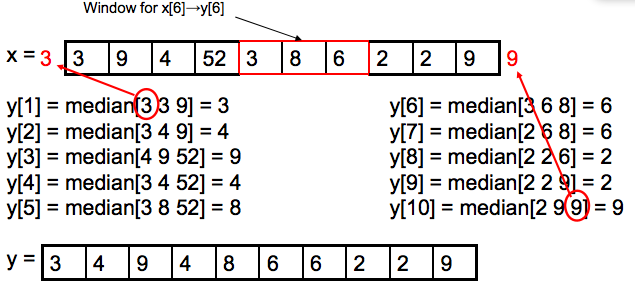 Window for x[6]→y[6]
x = 3 3 9 4 52 3 8 6 2 2 9 9
y[1] = median[3 3 9] = 3
y[2] = median[3 4 9] = 4
y[3] = median[4 9 52] = 9
y[4] = median[3 4 52] = 4
y[5] = median[3 8 52] = 8
y[6] = median[3 6 8] = 6
y[7] = median[2 6 8] = 6
y[8] = median[2 2 6] = 2
y[9] = median[2 2 9] = 2
y[10] = median[2 9 9] = 9
y = 3 4 9 4 8 6 6 2 2 9